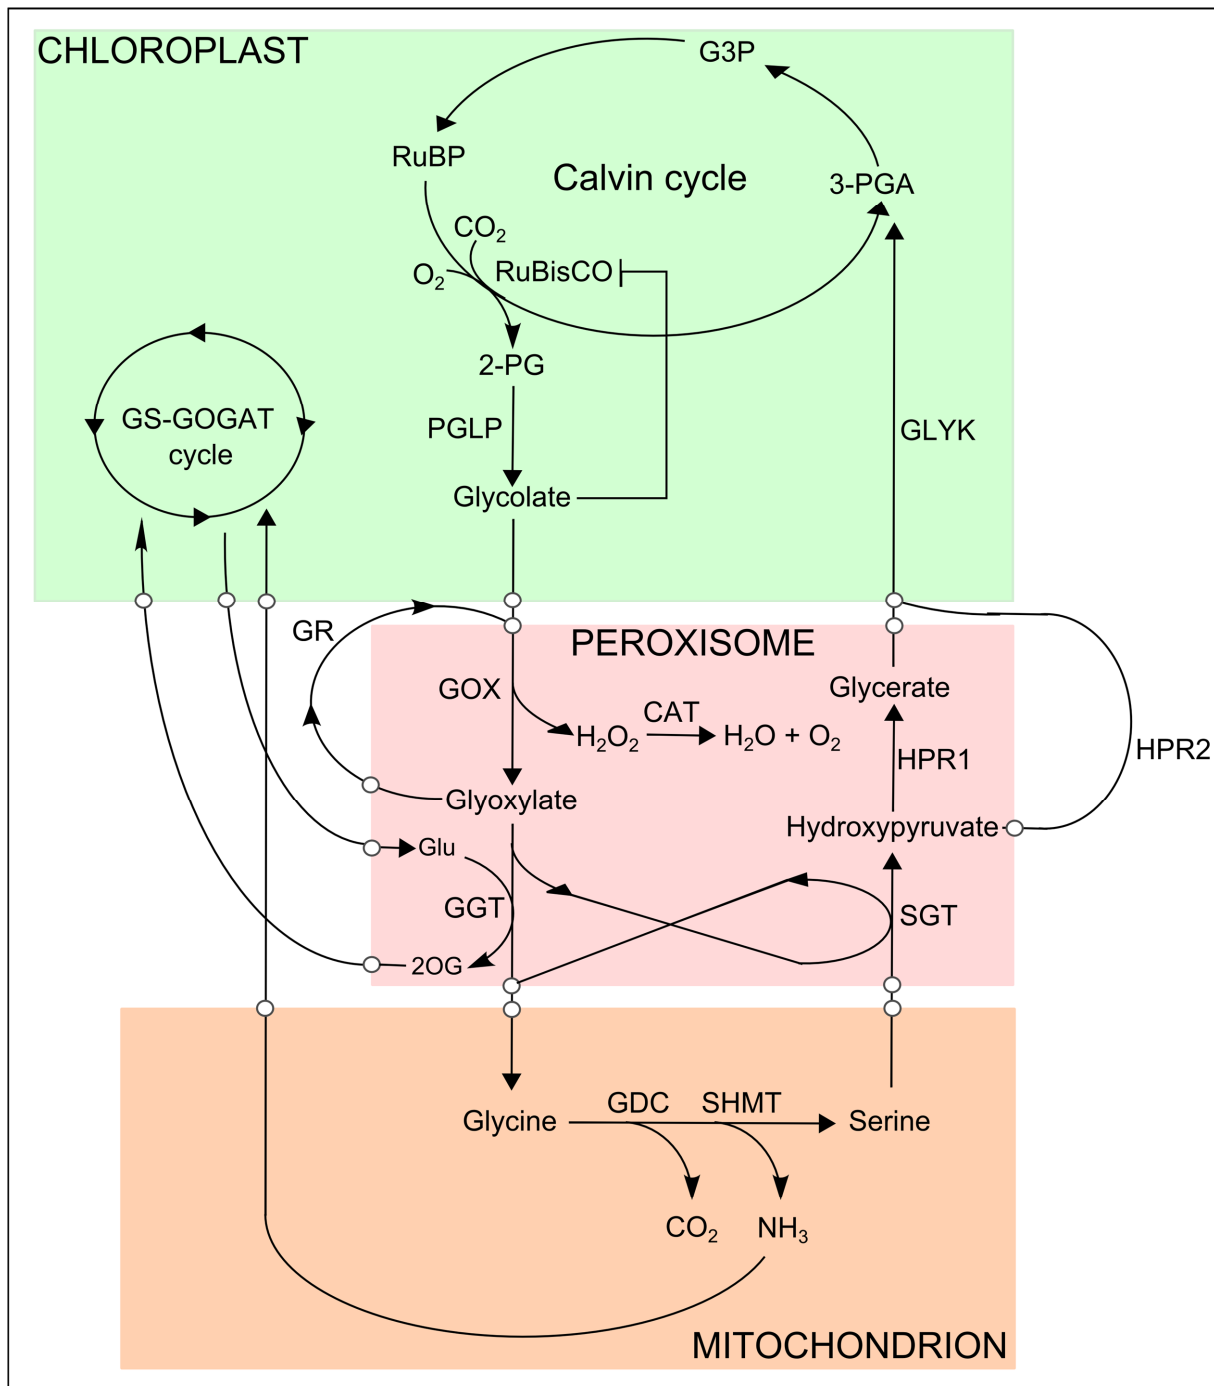 CHLOROPLAST
G3P
RuBP
Calvin cycle
3-PGA
CO₂
O₂
RuBisCO
2-PG
GS-GOGAT
cycle
PGLP
GLYK
Glycolate
GR
PEROXISOME
GOX
Glycerate
H₂O₂
CAT
H₂O + O₂
HPR1
HPR2
Glyoxylate
Hydroxypyruvate
Glu
GGT
SGT
2OG
GDC
SHMT
Glycine
Serine
CO₂
NH₃
MITOCHONDRION